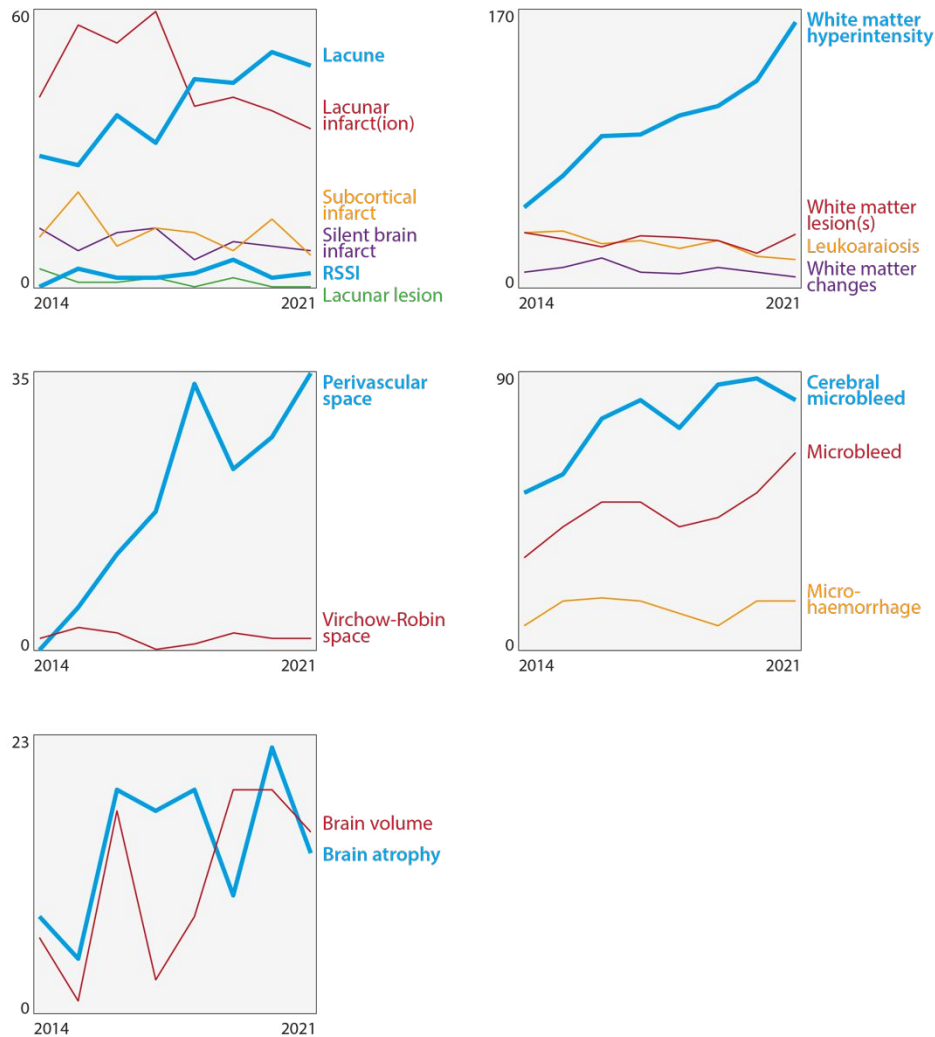 60
Lacune
Lacunar
infarct(ion)
Subcortical
infarct
Silent brain
infarct
RSSI
Lacunar lesion
0
2014 2021
170
White matter
hyperintensity
White matter
lesion(s)
Leukoaraiosis
White matter
changes
0
2014 2021
35
Perivascular
space
Virchow-Robin
space
0
2014 2021
90
Cerebral
microbleed
Microbleed
Micro-
haemorrhage
0
2014 2021
23
Brain volume
Brain atrophy
0
2014 2021